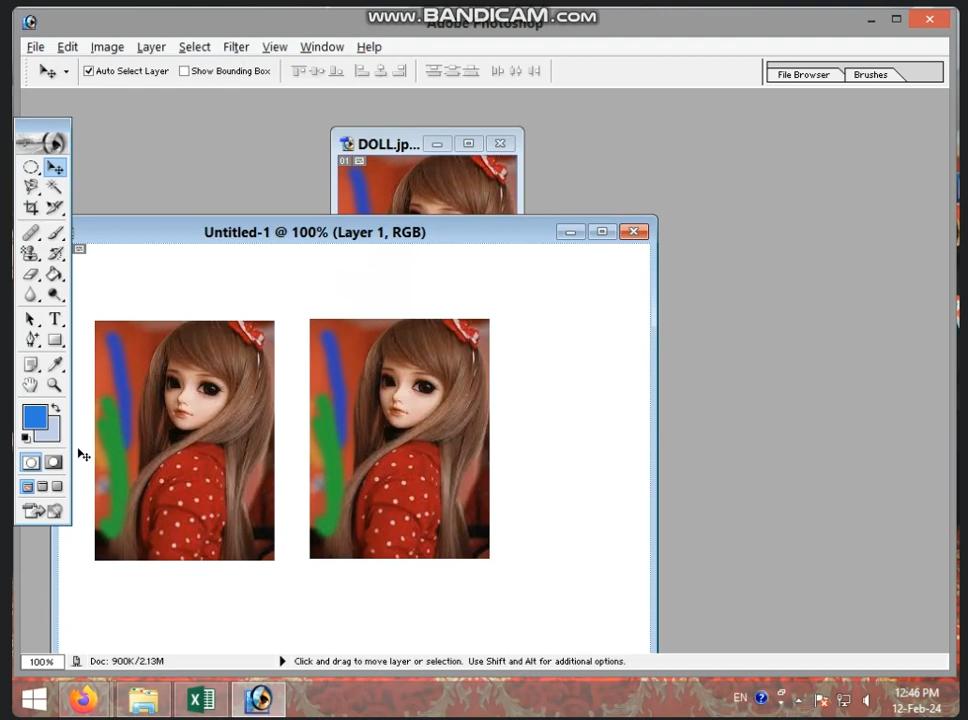 www.BANDICAM.com
Adobe Photoshop
File Edit Image Layer Select Filter View Window Help
Auto Select Layer Show Bounding Box
File Browser Brushes
DOLL.jp...
01
Untitled-1 @ 100% (Layer 1, RGB)
T
100% Doc: 900K/2.13M Click and drag to move layer or selection. Use Shift and Alt for additional options.
EN
12:46 PM
12-Feb-24